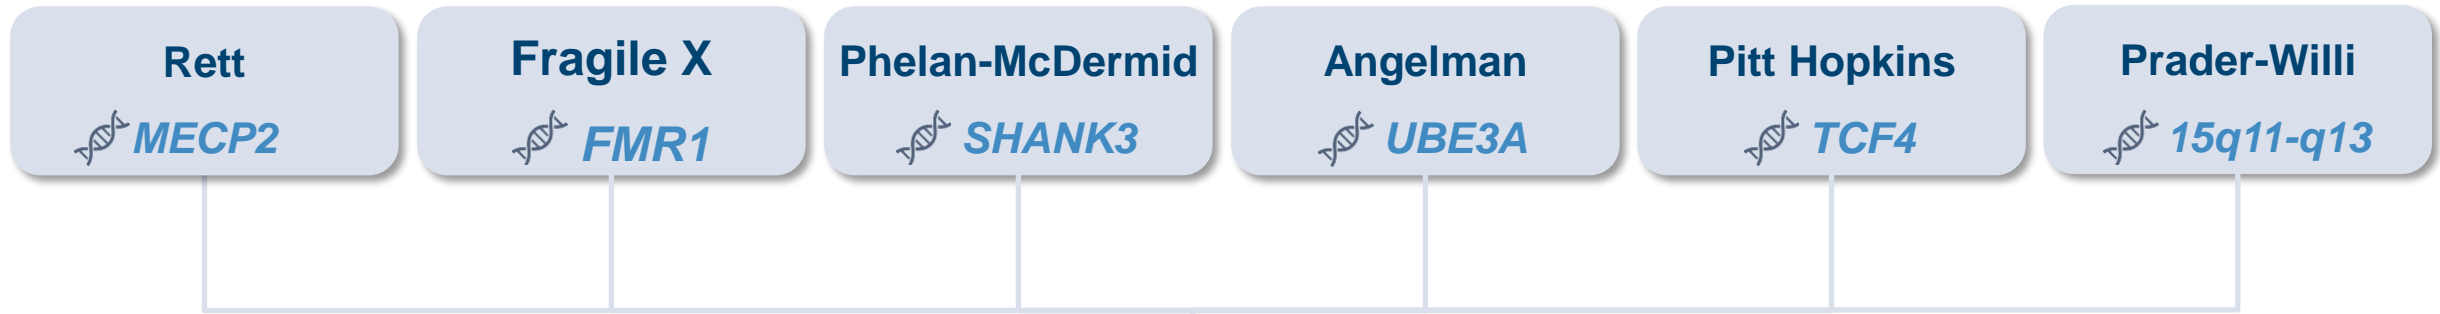 Rett
MECP2
Fragile X
FMR1
Phelan-McDermid
SHANK3
Angelman
UBE3A
Pitt Hopkins
TCF4
Prader-Willi
15q11-q13